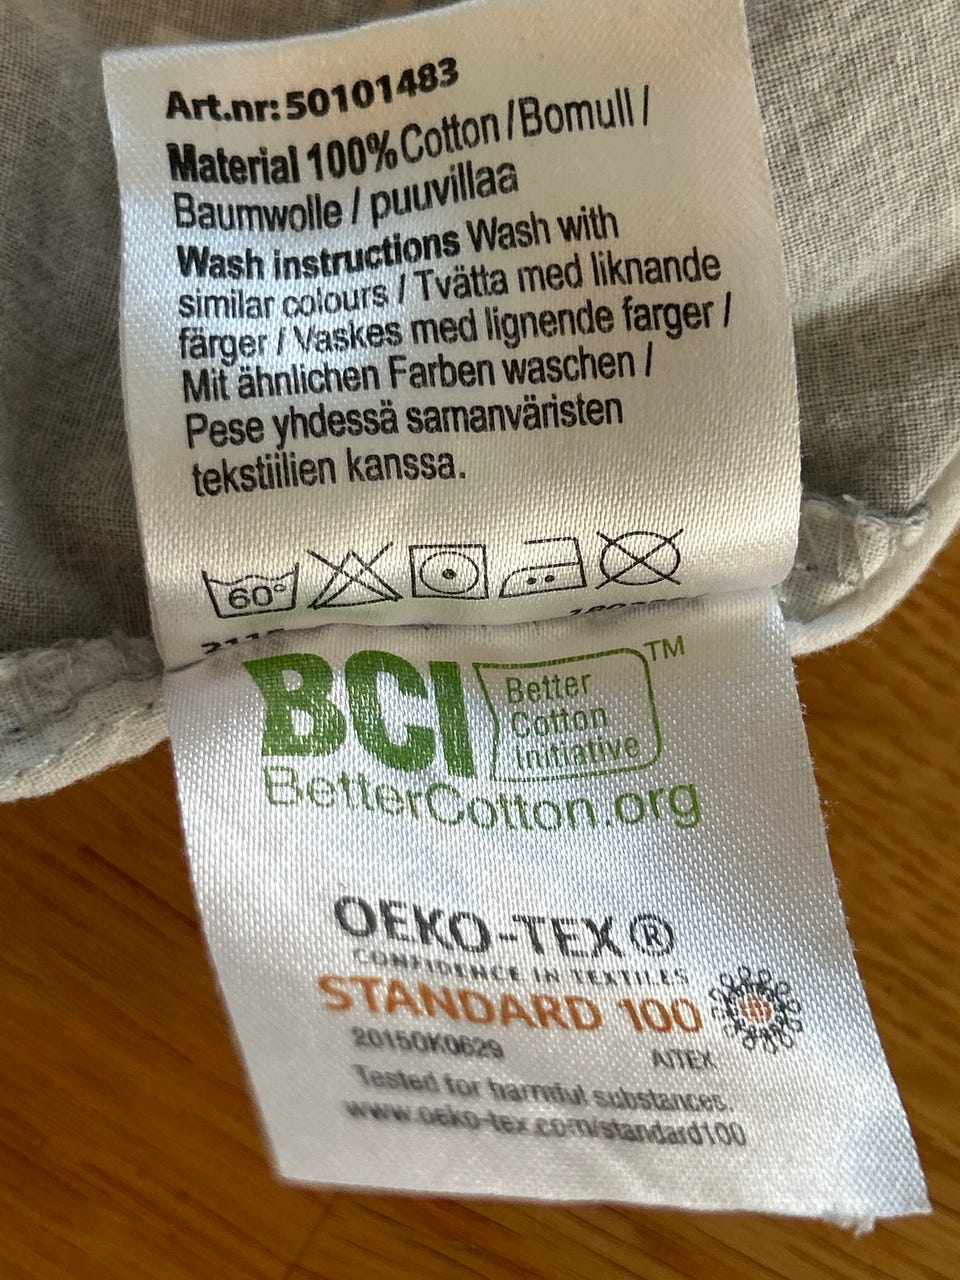 Art.nr: 50101483
Material 100% Cotton / Bomull /
Baumwolle / puuvillaa
Wash instructions Wash with
similar colours / Tvätta med liknande
färger / Vaskes med lignende farger /
Mit ähnlichen Farben waschen /
Pese yhdessä samanväristen
tekstiilien kanssa.
60°
BCI Better
Cotton
Initiative TM
BetterCotton.org
OEKO-TEX®
CONFIDENCE IN TEXTILES
STANDARD 100
2015OK0629 AITEX
Tested for harmful substances.
www.oeko-tex.com/standard100